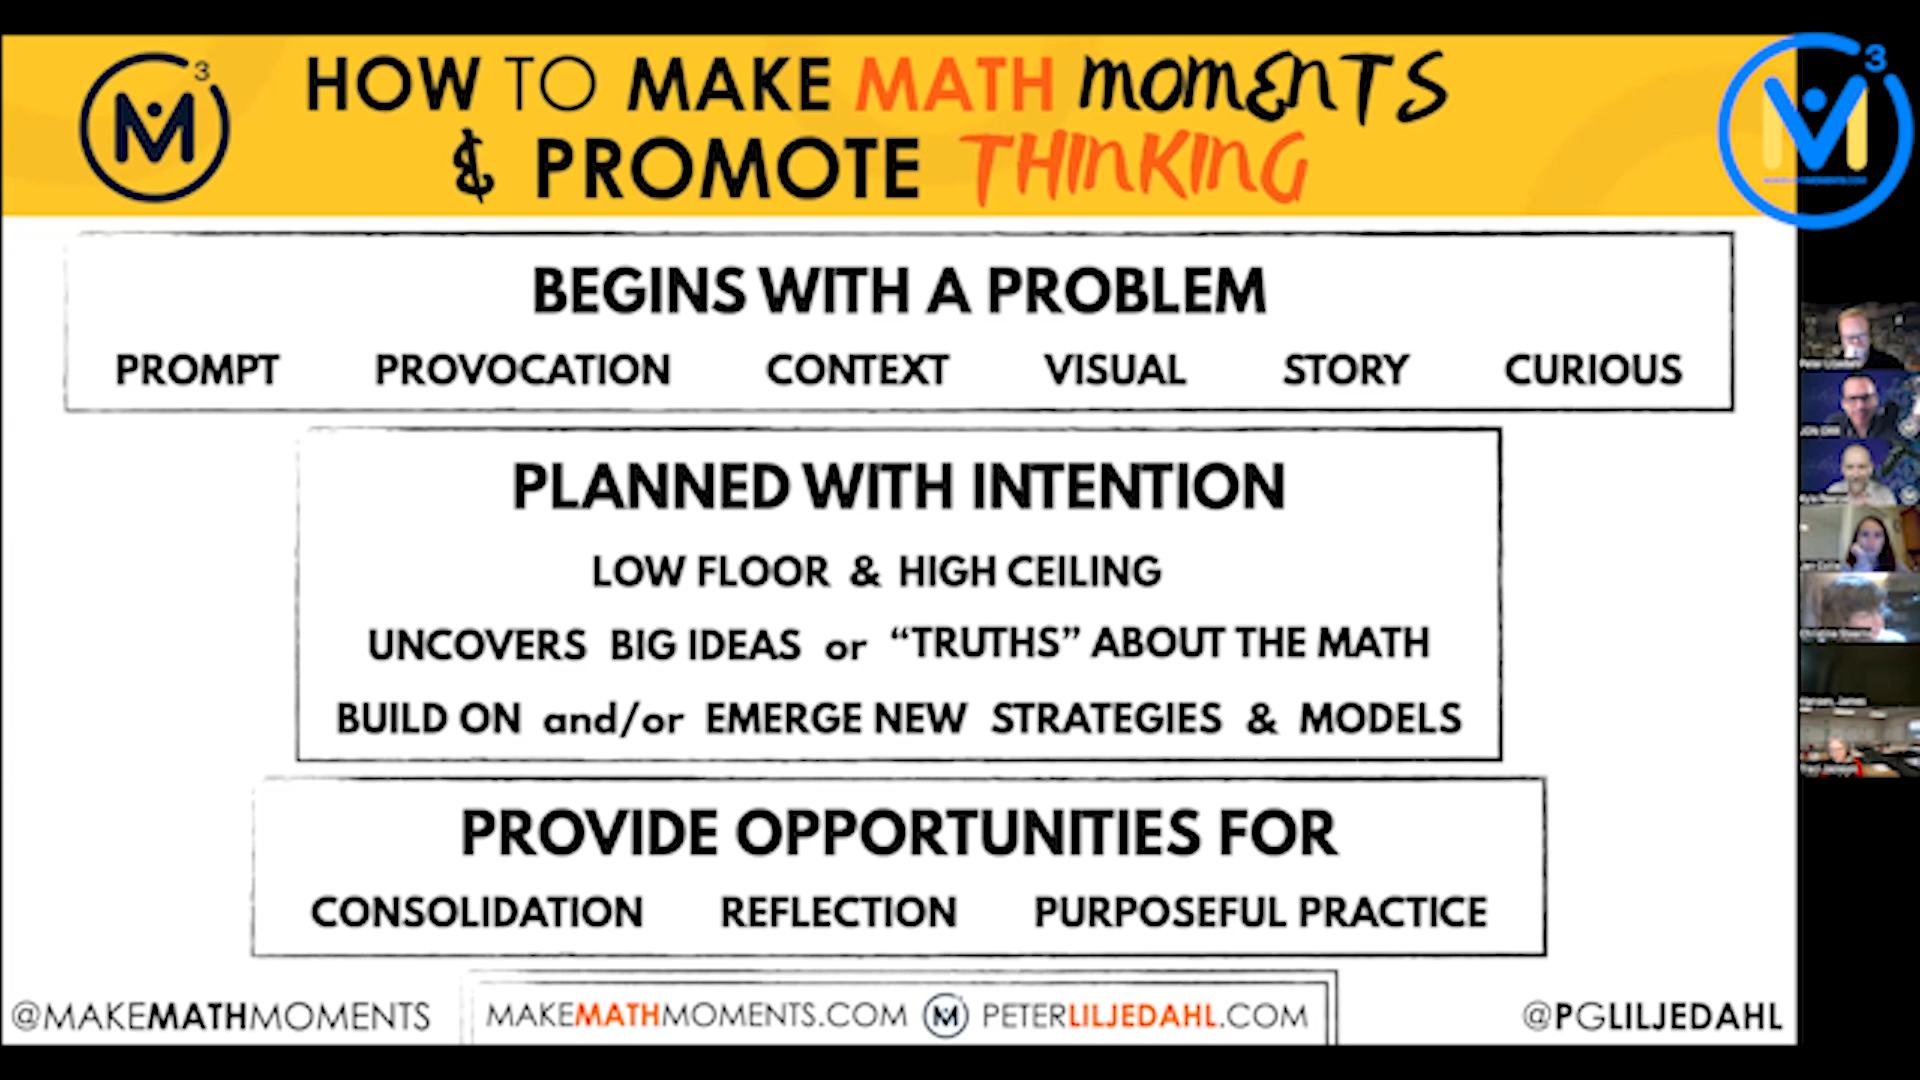 M3
HOW TO MAKE MATH MOMENTS
& PROMOTE THINKING
BEGINS WITH A PROBLEM
PROMPT PROVOCATION CONTEXT VISUAL STORY CURIOUS
PLANNED WITH INTENTION
LOW FLOOR & HIGH CEILING
UNCOVERS BIG IDEAS or “TRUTHS” ABOUT THE MATH
BUILD ON and/or EMERGE NEW STRATEGIES & MODELS
PROVIDE OPPORTUNITIES FOR
CONSOLIDATION REFLECTION PURPOSEFUL PRACTICE
@MAKEMATHMOMENTS MAKEMATHMOMENTS.COM M PETERLILJEDAHL.COM @PGLILJEDAHL
M3